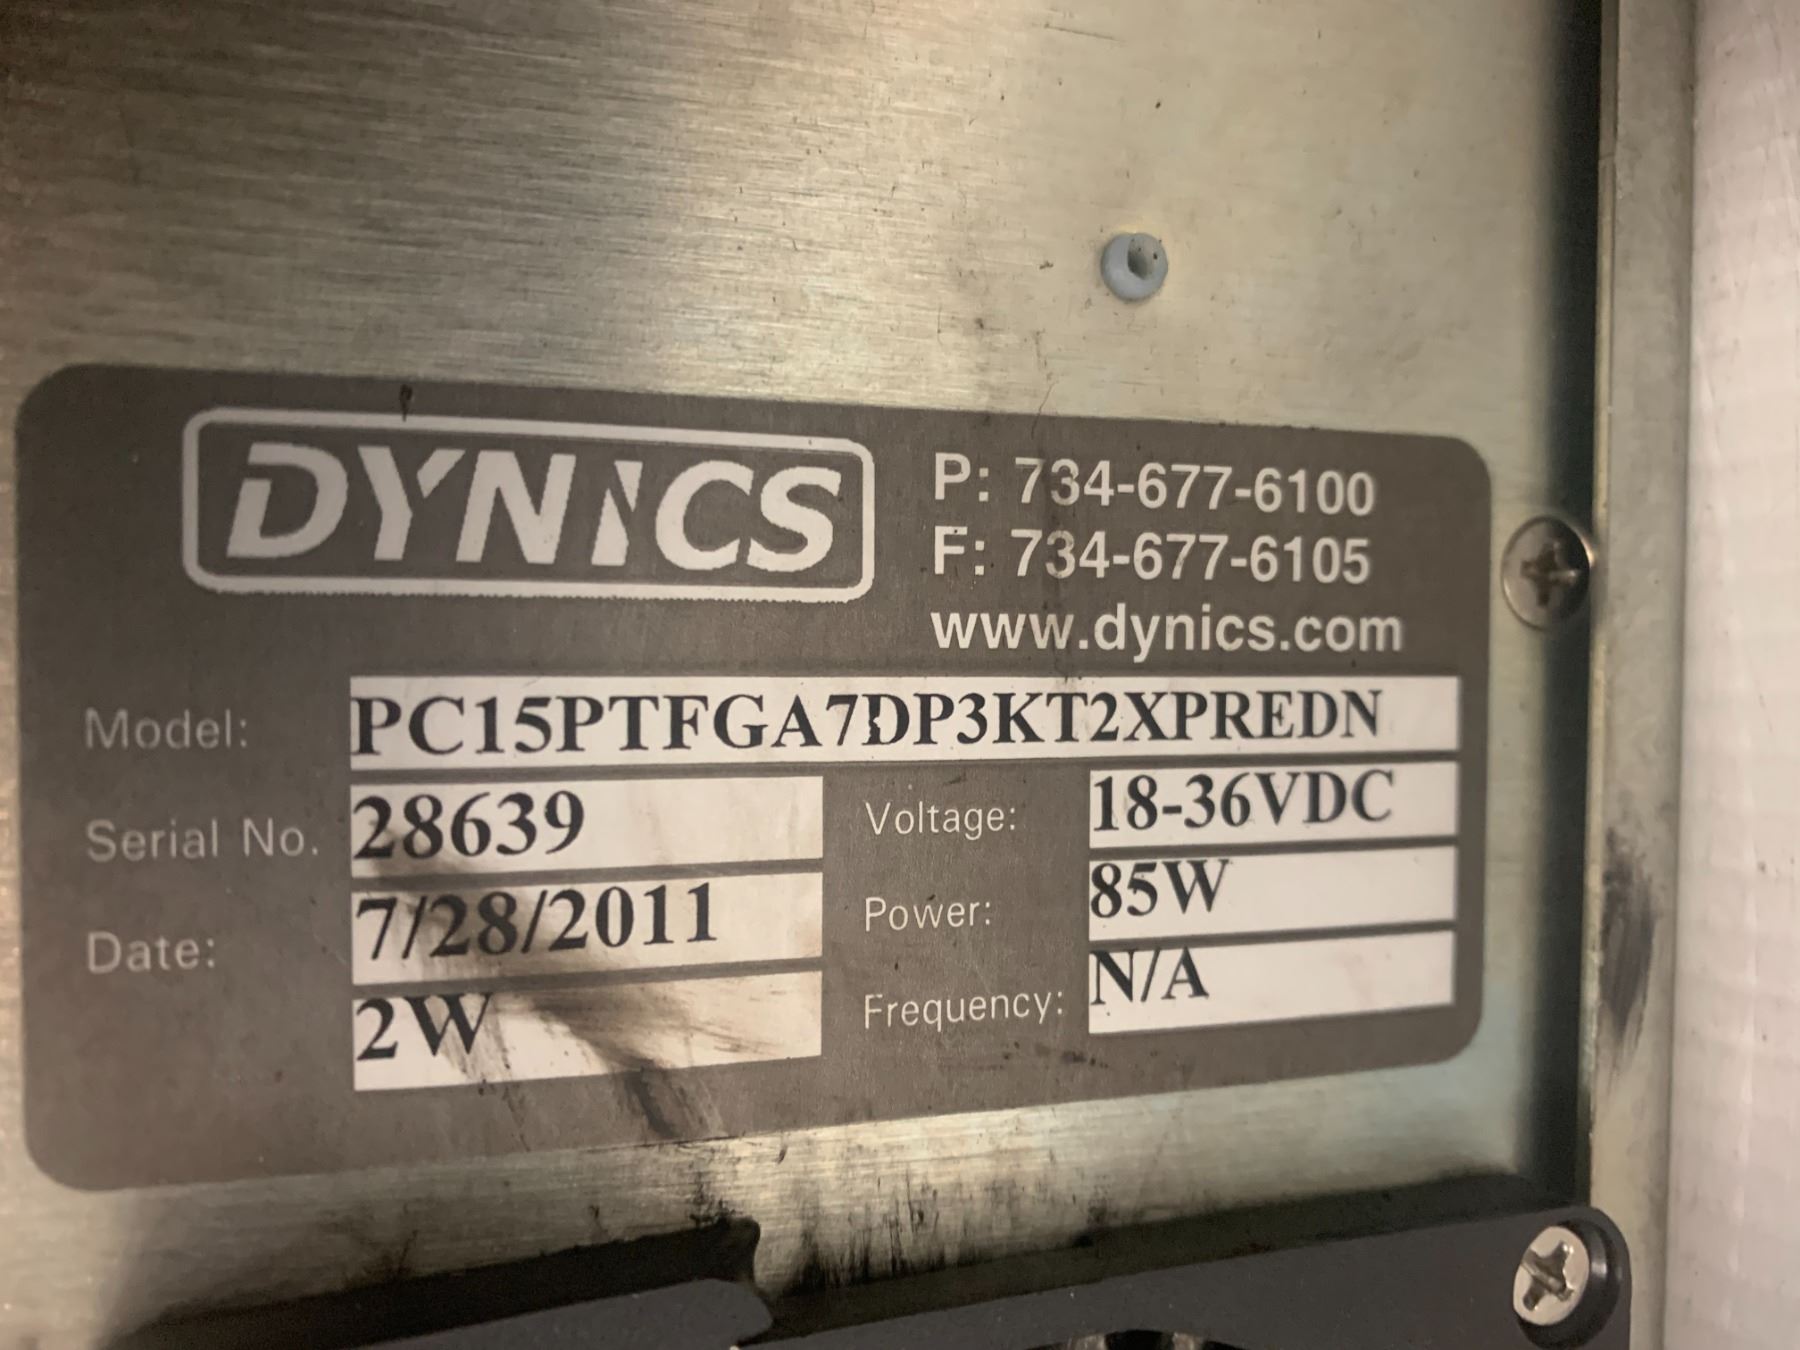 DYNICS
P: 734-677-6100
F: 734-677-6105
www.dynics.com
Model: PC15PTFGA7DP3KT2XPREDN
Serial No. 28639 Voltage: 18-36VDC
Date: 7/28/2011 Power: 85W
2W Frequency: N/A